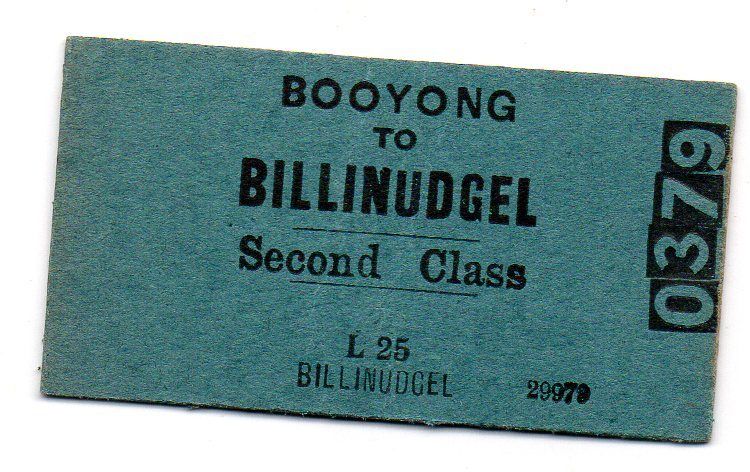 BOOYONG
TO
BILLINUDGEL
Second Class
L 25
BILLINUDGEL 29979
0379